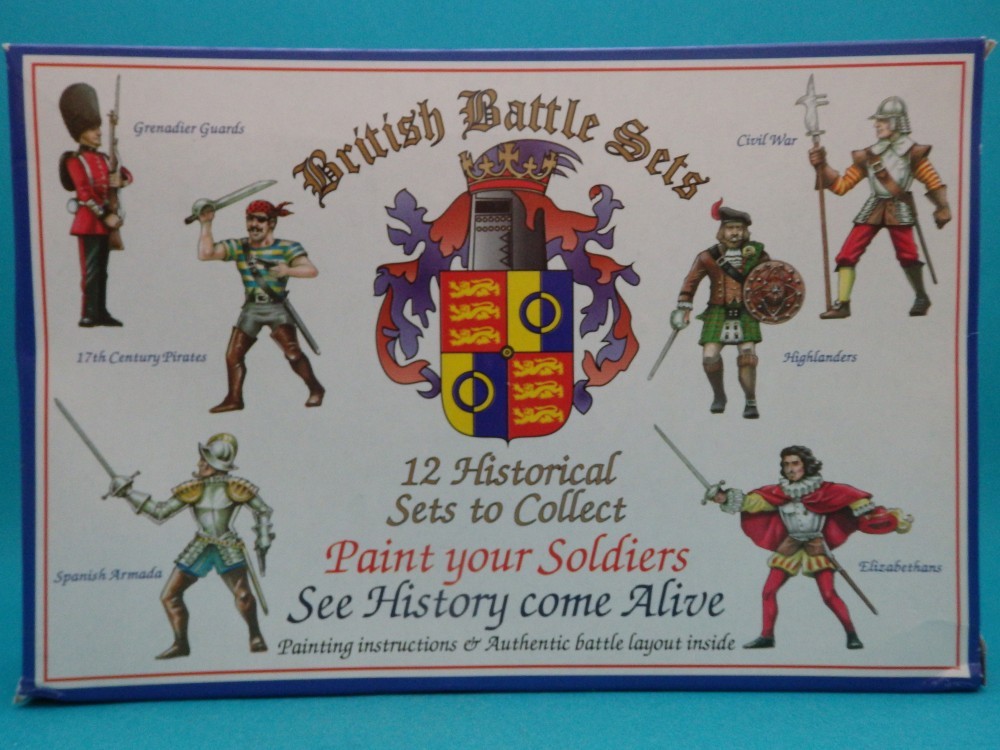 British Battle Sets
Grenadier Guards
Civil War
17th Century Pirates
Highlanders
12 Historical
Sets to Collect
Paint your Soldiers
Spanish Armada
Elizabethans
See History come Alive
Painting instructions & Authentic battle layout inside